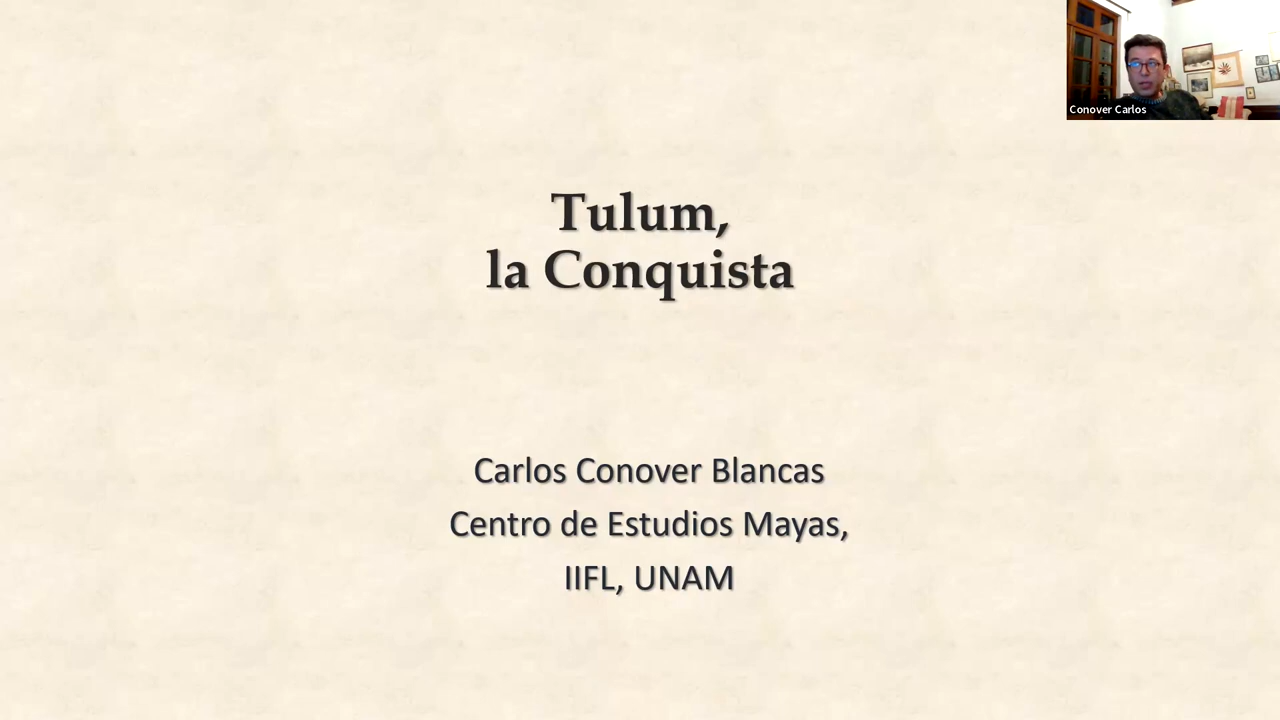 Conover Carlos
Tulum,
la Conquista
Carlos Conover Blancas
Centro de Estudios Mayas,
IIFL, UNAM